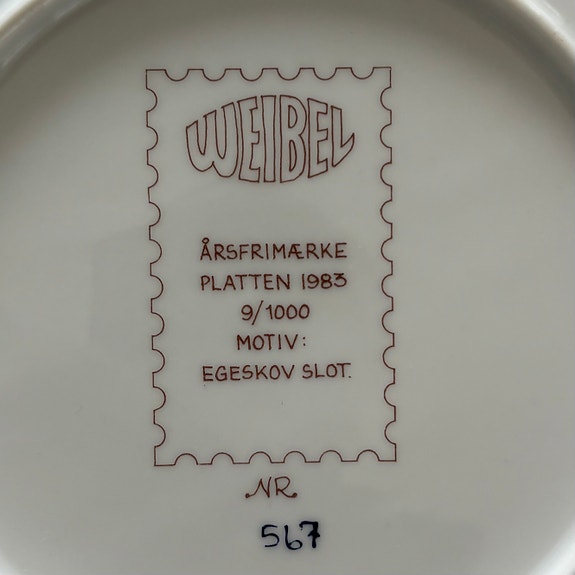 WEIBEL
ÅRSFRIMÆRKE
PLATTEN 1983
9/1000
MOTIV:
EGESKOV SLOT.
NR.
567